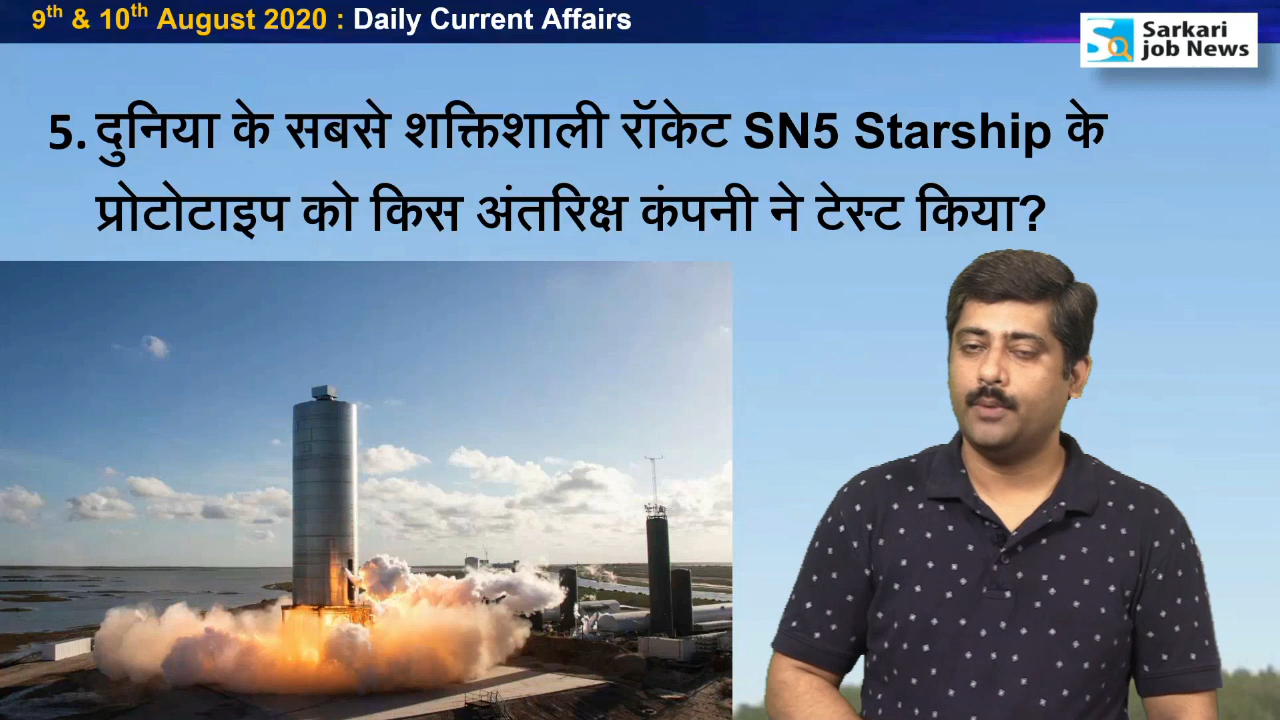 9th & 10th August 2020 : Daily Current Affairs
Sarkari
job News
5. दुनिया के सबसे शक्तिशाली रॉकेट SN5 Starship के
प्रोटोटाइप को किस अंतरिक्ष कंपनी ने टेस्ट किया?